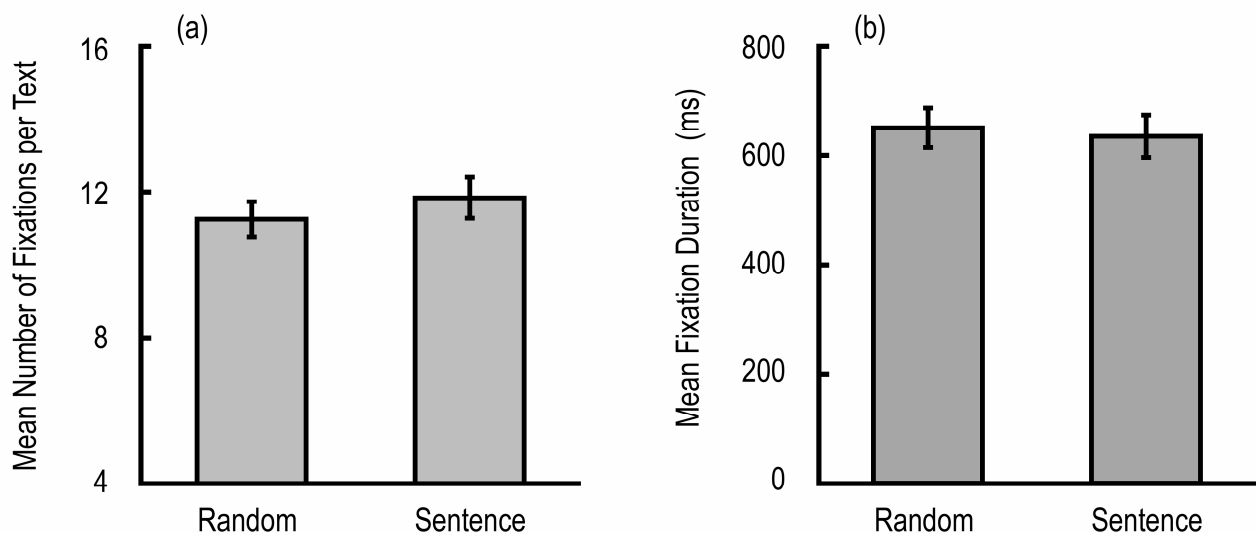 (a)
Mean Number of Fixations per Text
16
12
8
4
Random Sentence
(b)
Mean Fixation Duration (ms)
800
600
400
200
0
Random Sentence